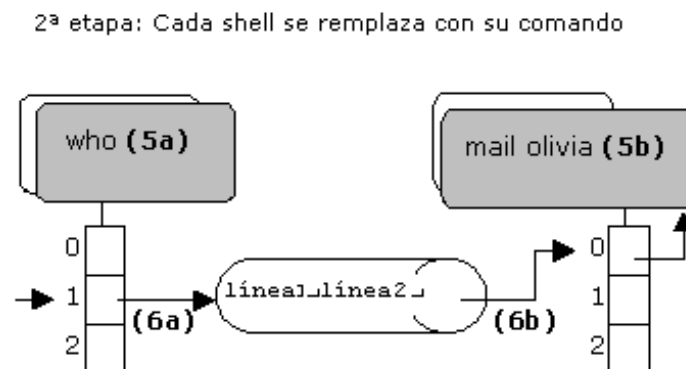 2ª etapa: Cada shell se remplaza con su comando
who (5a)
mail olivia (5b)
0
1
2
(6a)
línea1␣línea2␣
(6b)
0
1
2